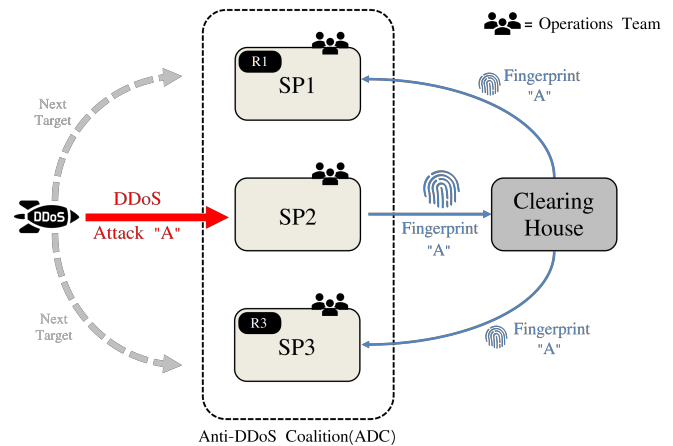 = Operations Team
R1
SP1
Fingerprint
"A"
Next
Target
DDoS
DDoS
Attack "A"
SP2
Fingerprint
"A"
Clearing
House
Next
Target
R3
SP3
Fingerprint
"A"
Anti-DDoS Coalition(ADC)